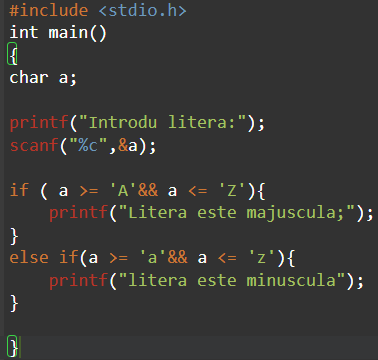 #include <stdio.h>
int main()
{
char a;
printf("Introdu litera:");
scanf("%c",&a);
if ( a >= 'A'&& a <= 'Z'){
printf("Litera este majuscula;");
}
else if(a >= 'a'&& a <= 'z'){
printf("litera este minuscula");
}
}